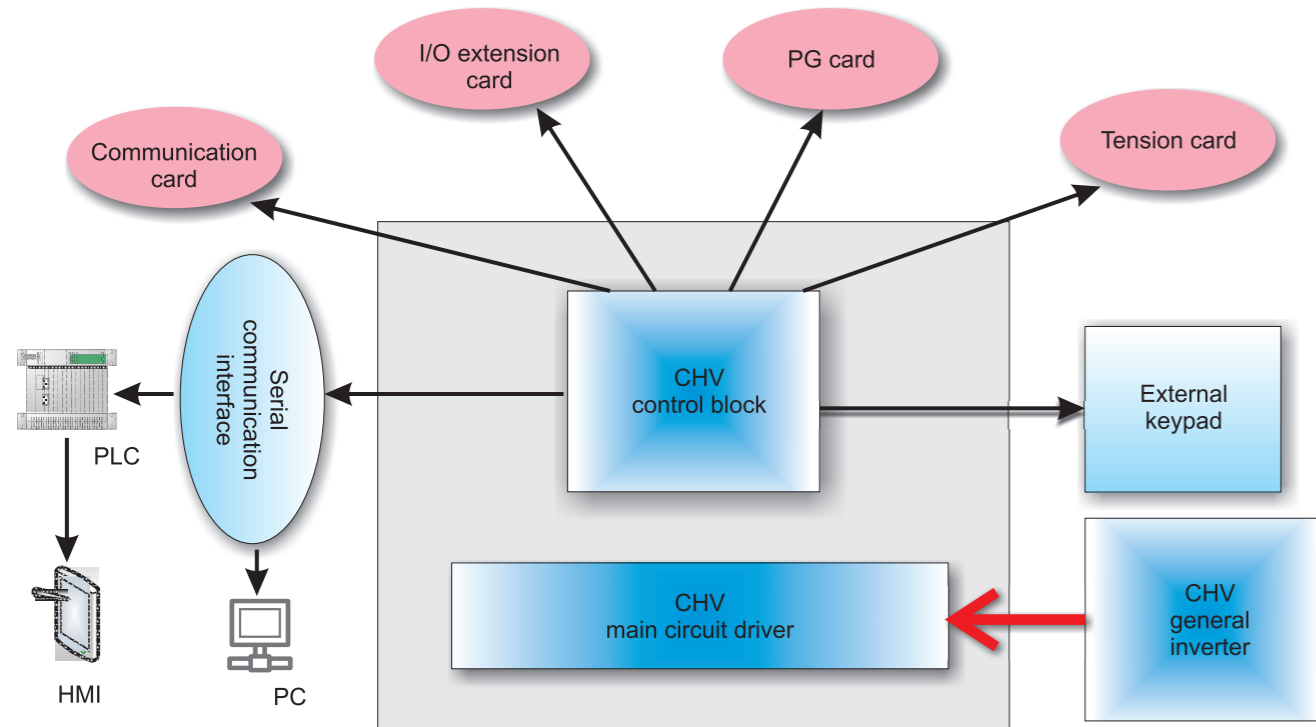 I/O extension
card
PG card
Communication
card
Tension card
Serial
communication
interface
CHV
control block
External
keypad
PLC
CHV
main circuit driver
CHV
general
inverter
HMI
PC